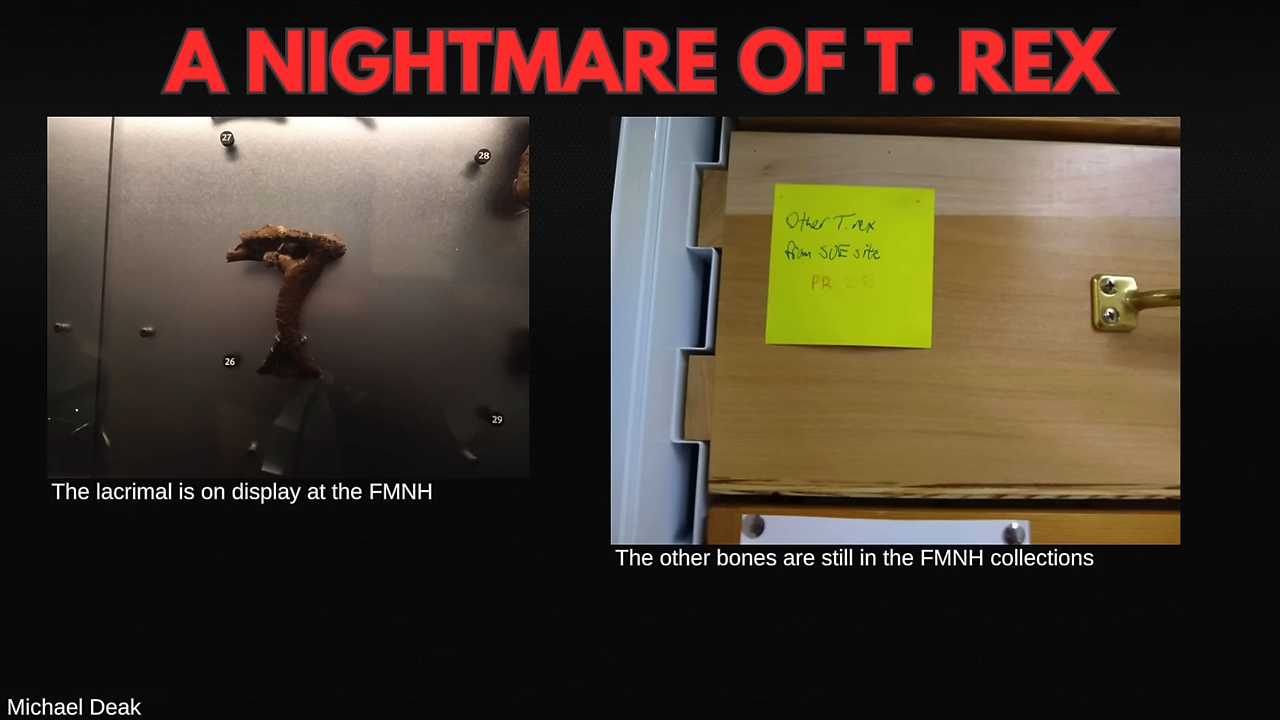 A NIGHTMARE OF T. REX
27
28
26
29
The lacrimal is on display at the FMNH
Other T. rex
from SUE site
PR
The other bones are still in the FMNH collections
Michael Deak